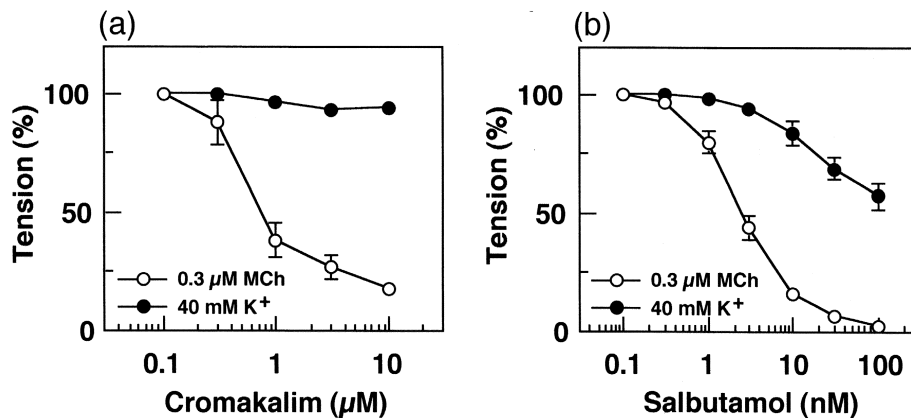 (a)
Tension (%)
100
50
0
0.3 µM MCh
40 mM K⁺
0.1
1
10
Cromakalim (µM)
(b)
Tension (%)
100
50
0
0.3 µM MCh
40 mM K⁺
0.1
1
10
100
Salbutamol (nM)